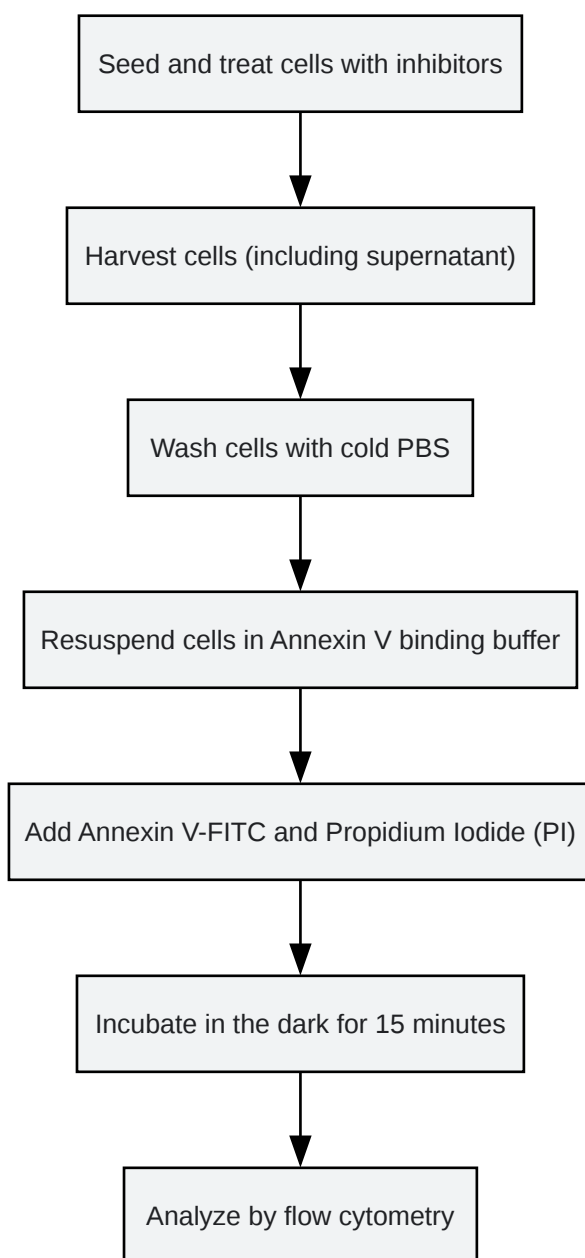 Seed and treat cells with inhibitors
Harvest cells (including supernatant)
Wash cells with cold PBS
Resuspend cells in Annexin V binding buffer
Add Annexin V-FITC and Propidium Iodide (PI)
Incubate in the dark for 15 minutes
Analyze by flow cytometry